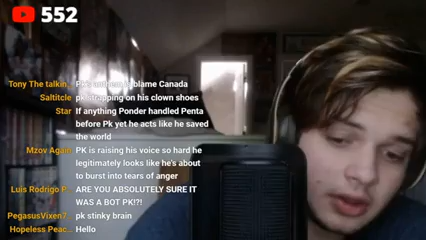 552
Tony The talkin.. PK's anthem is blame Canada
Saltitcle pk strapping on his clown shoes
Star If anything Ponder handled Penta
before Pk yet he acts like he saved
the world
Mzov Again PK is raising his voice so hard he
legitimately looks like he's about
to burst into tears of anger
Luis Rodrigo P. ARE YOU ABSOLUTELY SURE IT
WAS A BOT PK!?!
PegasusVixen7 pk stinky brain
Hopeless Peac.. Hello